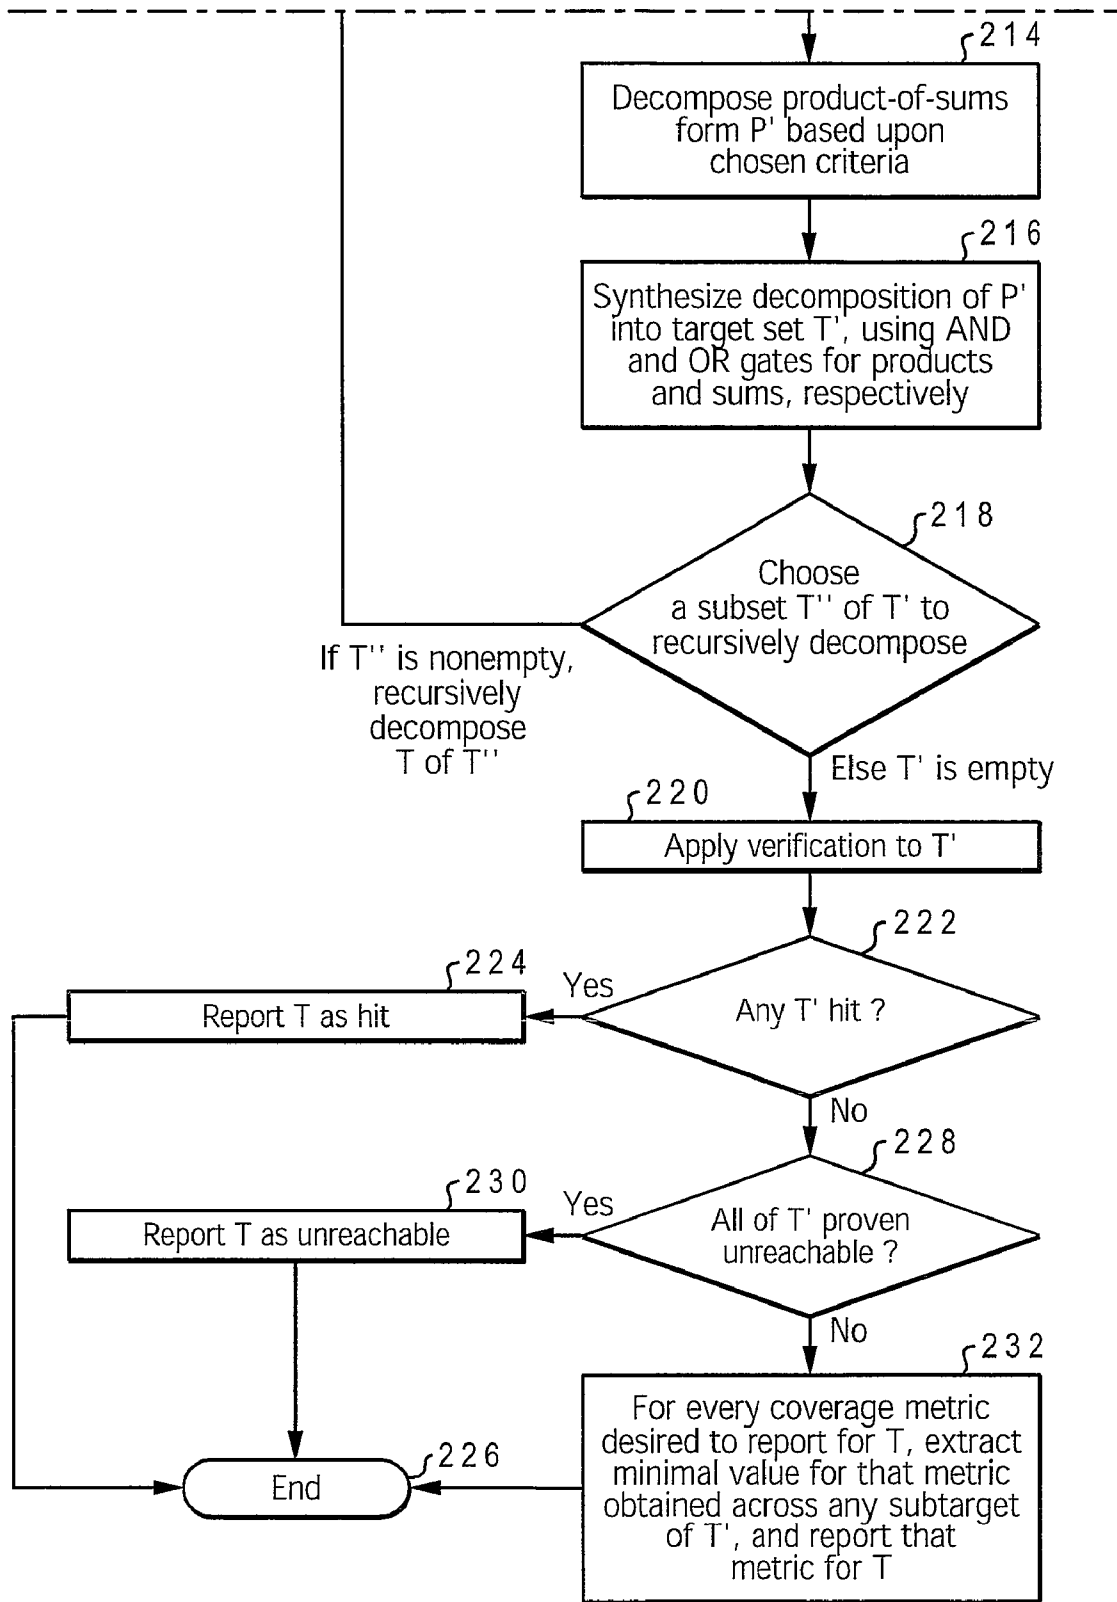 214
Decompose product-of-sums
form P' based upon
chosen criteria
216
Synthesize decomposition of P'
into target set T', using AND
and OR gates for products
and sums, respectively
218
Choose
a subset T'' of T' to
recursively decompose
If T'' is nonempty,
recursively
decompose
T of T''
Else T' is empty
220
Apply verification to T'
222
Any T' hit ?
Yes
224
Report T as hit
No
228
All of T' proven
unreachable ?
Yes
230
Report T as unreachable
No
232
For every coverage metric
desired to report for T, extract
minimal value for that metric
obtained across any subtarget
of T', and report that
metric for T
226
End